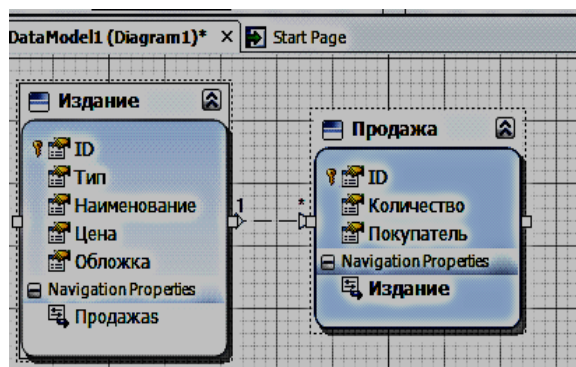 DataModel1 (Diagram1)* × Start Page
Издание
ID
Тип
Наименование
Цена
Обложка
Navigation Properties
Продажаs
1
*
Продажа
ID
Количество
Покупатель
Navigation Properties
Издание